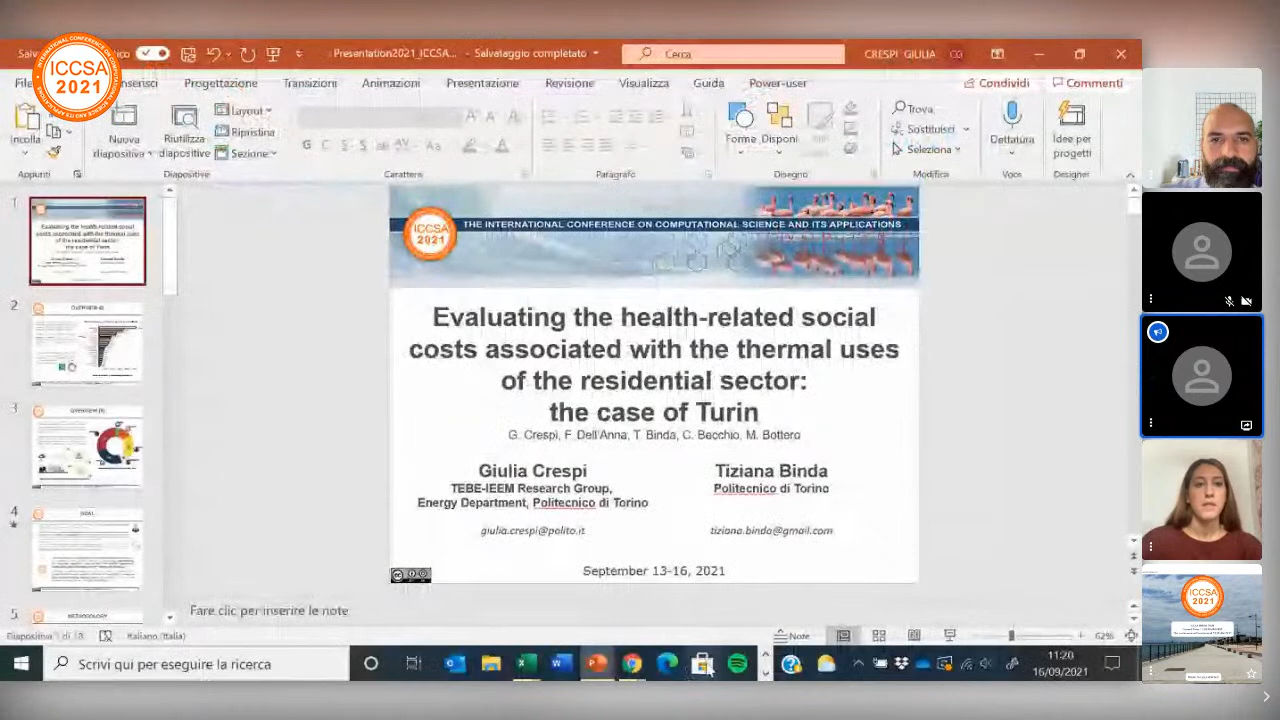 ICCSA
2021
Presentation2021_ICCSA... - Salvataggio completato
Cerca
CRESPI GIULIA
CG
Progettazione
Transizioni
Animazioni
Presentazione
Revisione
Visualizza
Guida
Power-user
Condividi
Commenti
Incolla
Nuova
diapositiva
Riutilizza
diapositive
Layout
Ripristina
Sezione
Forme
Disponi
Trova
Sostituisci
Seleziona
Dettatura
Idee per
progetti
Appunti
Diapositive
Carattere
Paragrafo
Disegno
Modifica
Voce
Designer
1
2
3
4
5
ICCSA
2021
THE INTERNATIONAL CONFERENCE ON COMPUTATIONAL SCIENCE AND ITS APPLICATIONS
Evaluating the health-related social
costs associated with the thermal uses
of the residential sector:
the case of Turin
G. Crespi, F. Dell'Anna, T. Binda, C. Becchio, M. Bottero
Giulia Crespi
TEBE-IEEM Research Group,
Energy Department, Politecnico di Torino
giulia.crespi@polito.it
Tiziana Binda
Politecnico di Torino
tiziana.binda@gmail.com
September 13-16, 2021
Fare clic per inserire le note
Italiano (Italia)
Note
62%
Scrivi qui per eseguire la ricerca
11:20
16/09/2021
ICCSA
2021